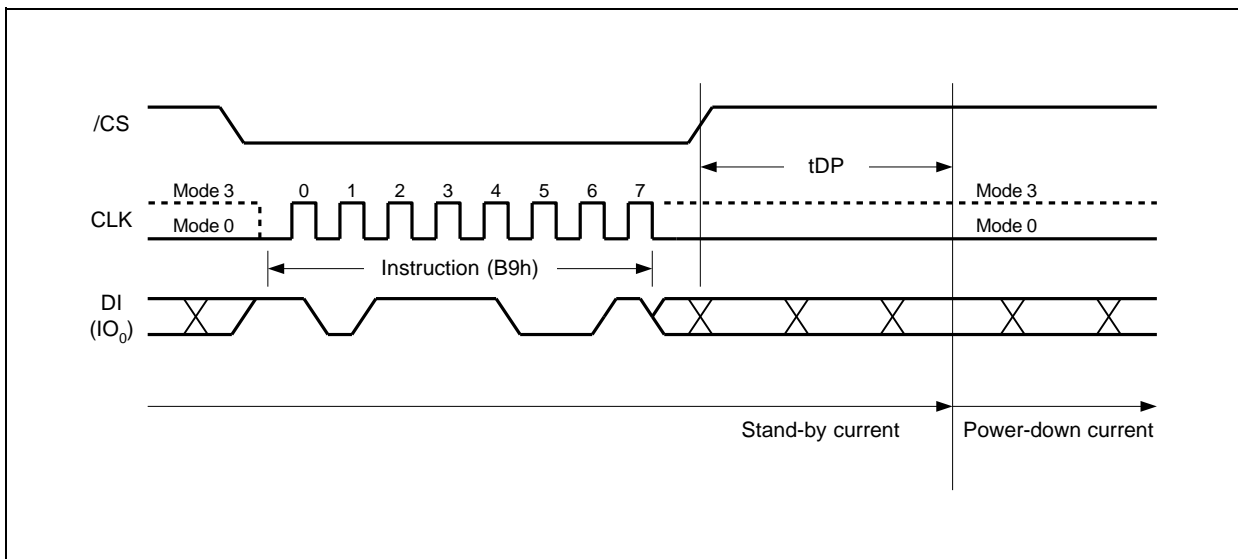 /CS
tDP
Mode 3 0 1 2 3 4 5 6 7 Mode 3
CLK
Mode 0 Mode 0
Instruction (B9h)
DI
(IO0)
Stand-by current Power-down current